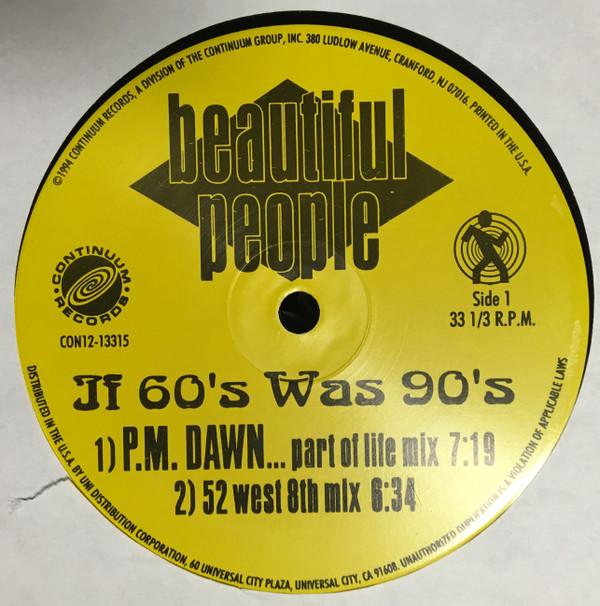 ©1994 CONTINUUM RECORDS, A DIVISION OF THE CONTINUUM GROUP, INC. 380 LUDLOW AVENUE, CRANFORD, NJ 07016. PRINTED IN THE U.S.A.
beautiful
people
CONTINUUM
RECORDS
CON12-13315
Side 1
33 1/3 R.P.M.
If 60's Was 90's
1) P.M. DAWN... part of life mix 7:19
2) 52 west 8th mix 6:34
DISTRIBUTED IN THE U.S.A. BY UNI DISTRIBUTION CORPORATION, 60 UNIVERSAL CITY PLAZA, UNIVERSAL CITY, CA 91608. UNAUTHORIZED DUPLICATION IS A VIOLATION OF APPLICABLE LAWS